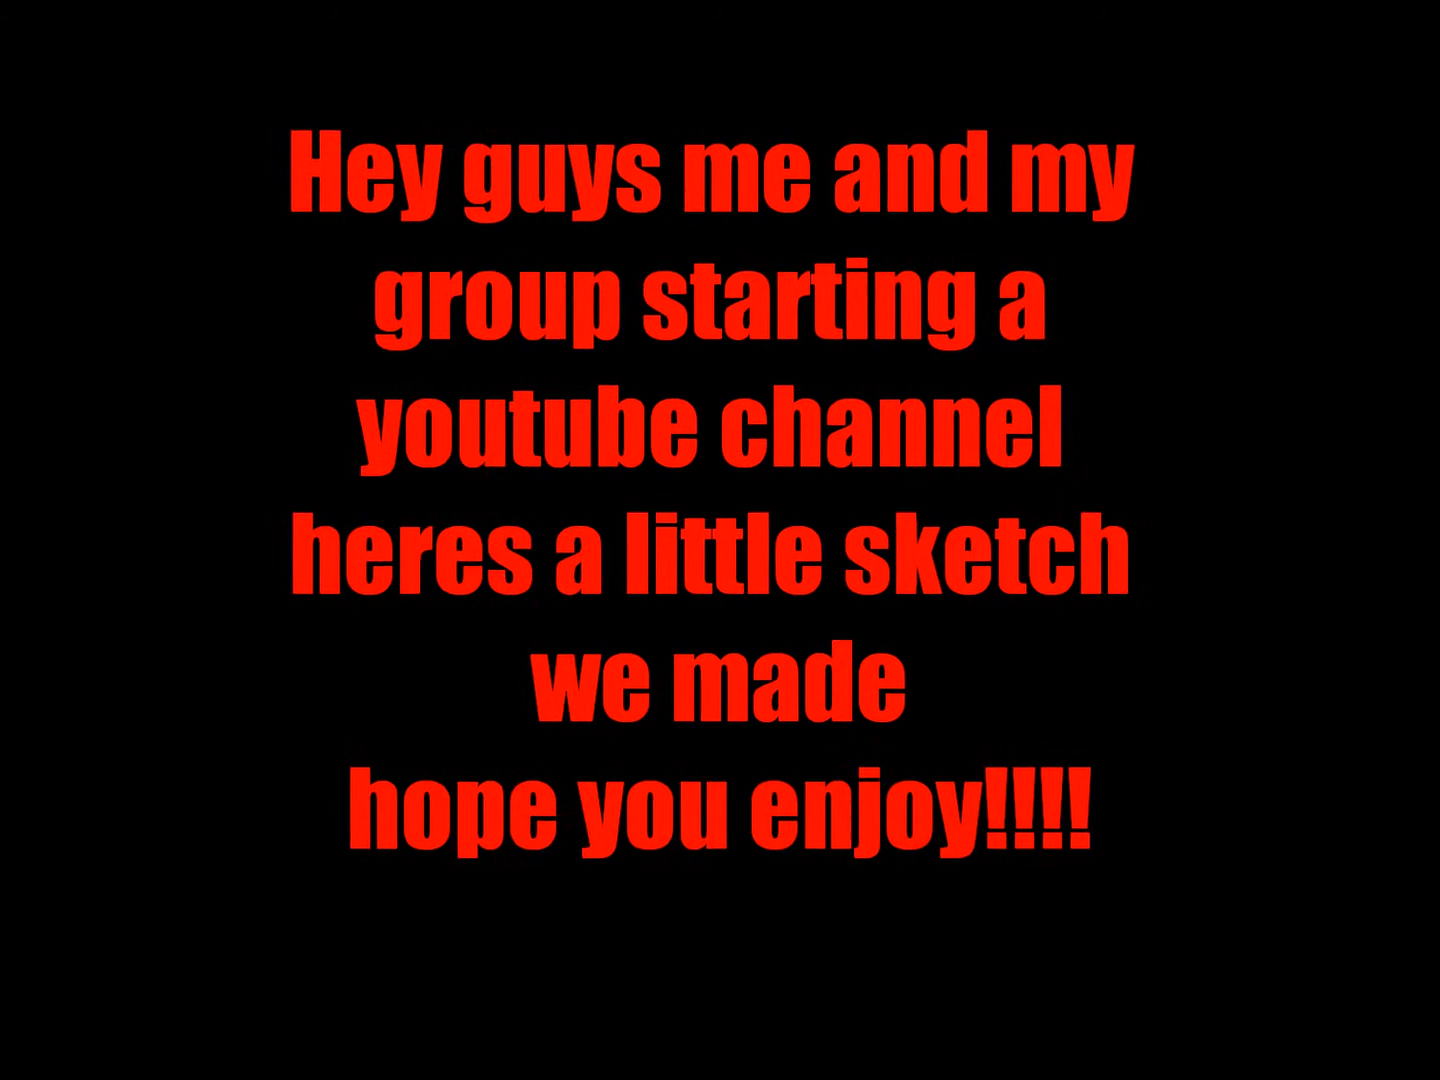 Hey guys me and my
group starting a
youtube channel
heres a little sketch
we made
hope you enjoy!!!!